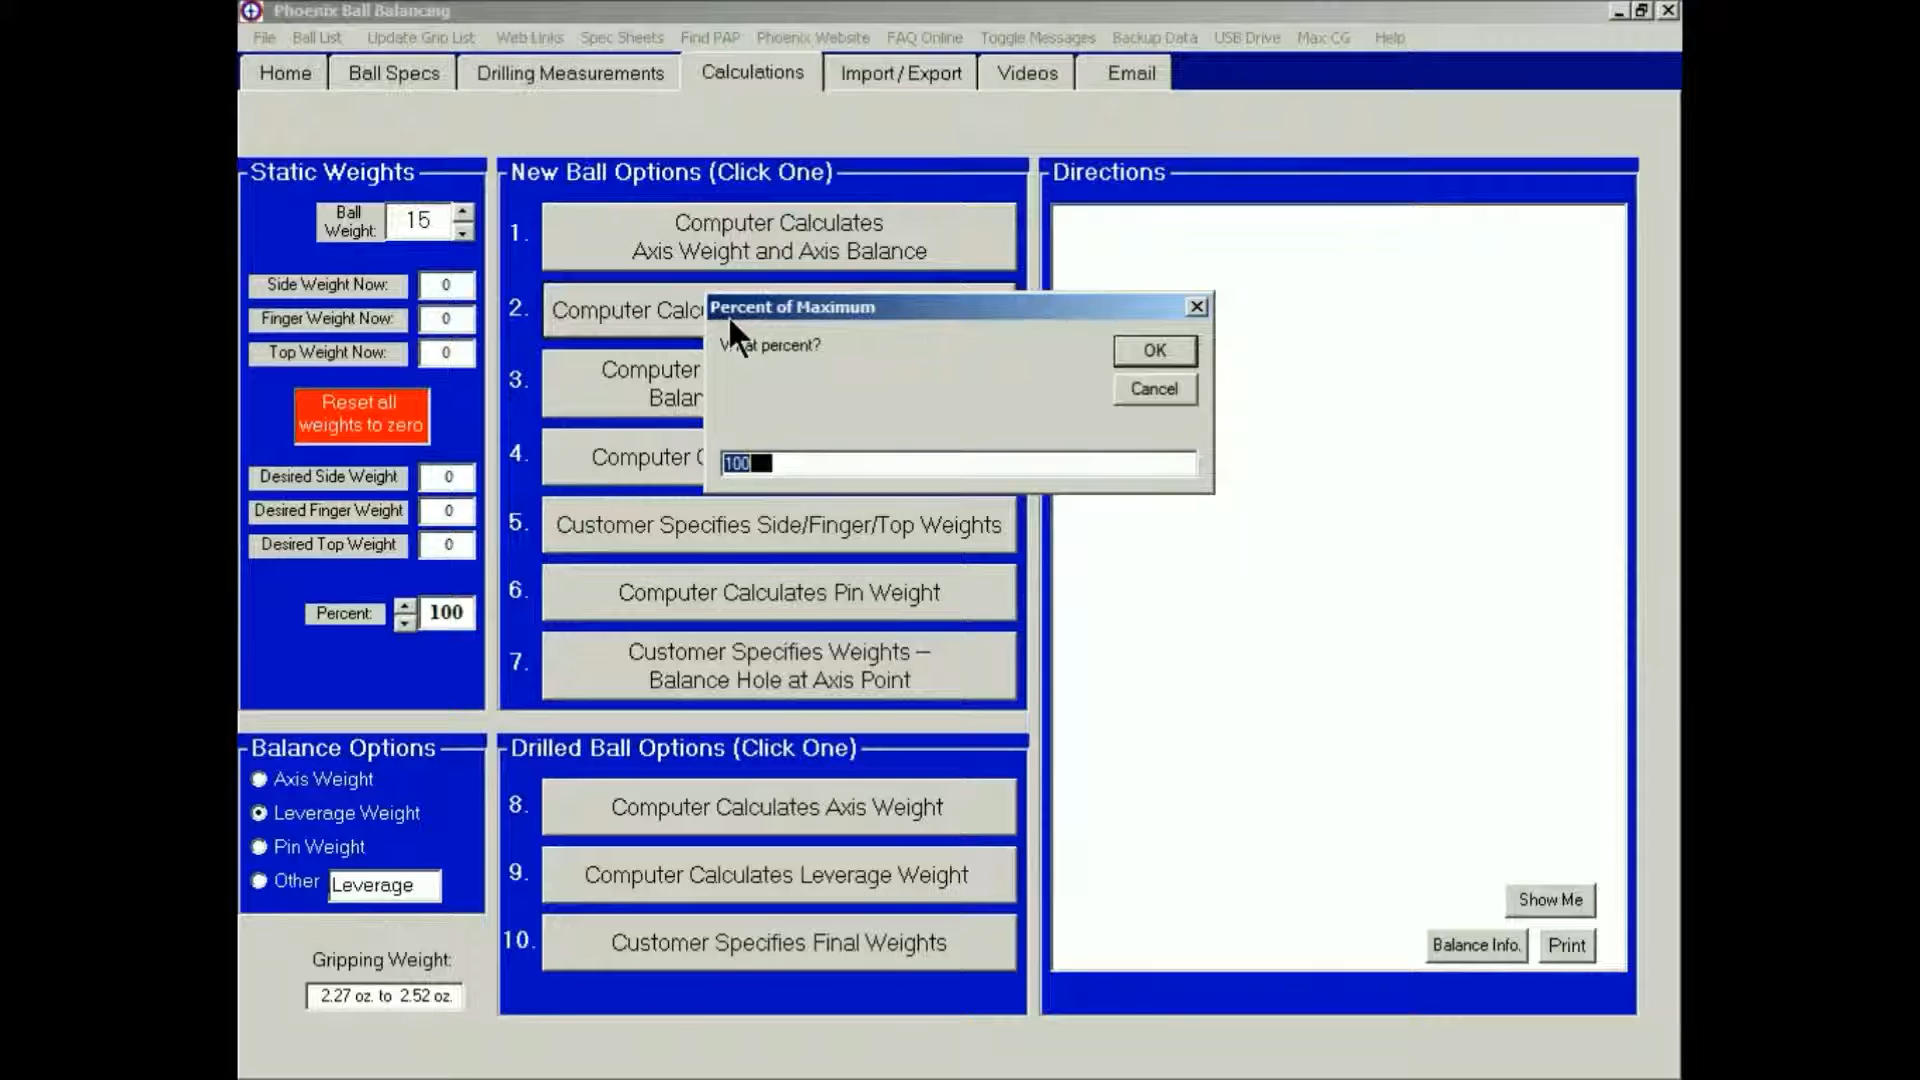 Phoenix Ball Balancing
File Ball List Update Grip List Web Links Spec Sheets Find PAP Phoenix Website FAQ Online Toggle Messages Backup Data USB Drive Max CG Help
Home Ball Specs Drilling Measurements Calculations Import / Export Videos Email
Static Weights
Ball
Weight: 15
Side Weight Now: 0
Finger Weight Now: 0
Top Weight Now: 0
Reset all
weights to zero
Desired Side Weight 0
Desired Finger Weight 0
Desired Top Weight 0
Percent: 100
Balance Options
Axis Weight
Leverage Weight
Pin Weight
Other Leverage
Gripping Weight:
2.27 oz. to 2.52 oz.
New Ball Options (Click One)
1. Computer Calculates
Axis Weight and Axis Balance
2. Computer Calc
3. Computer
Balan
4. Computer C
5. Customer Specifies Side/Finger/Top Weights
6. Computer Calculates Pin Weight
7. Customer Specifies Weights –
Balance Hole at Axis Point
Percent of Maximum
What percent?
OK
Cancel
100
Drilled Ball Options (Click One)
8. Computer Calculates Axis Weight
9. Computer Calculates Leverage Weight
10. Customer Specifies Final Weights
Directions
Show Me
Balance Info. Print